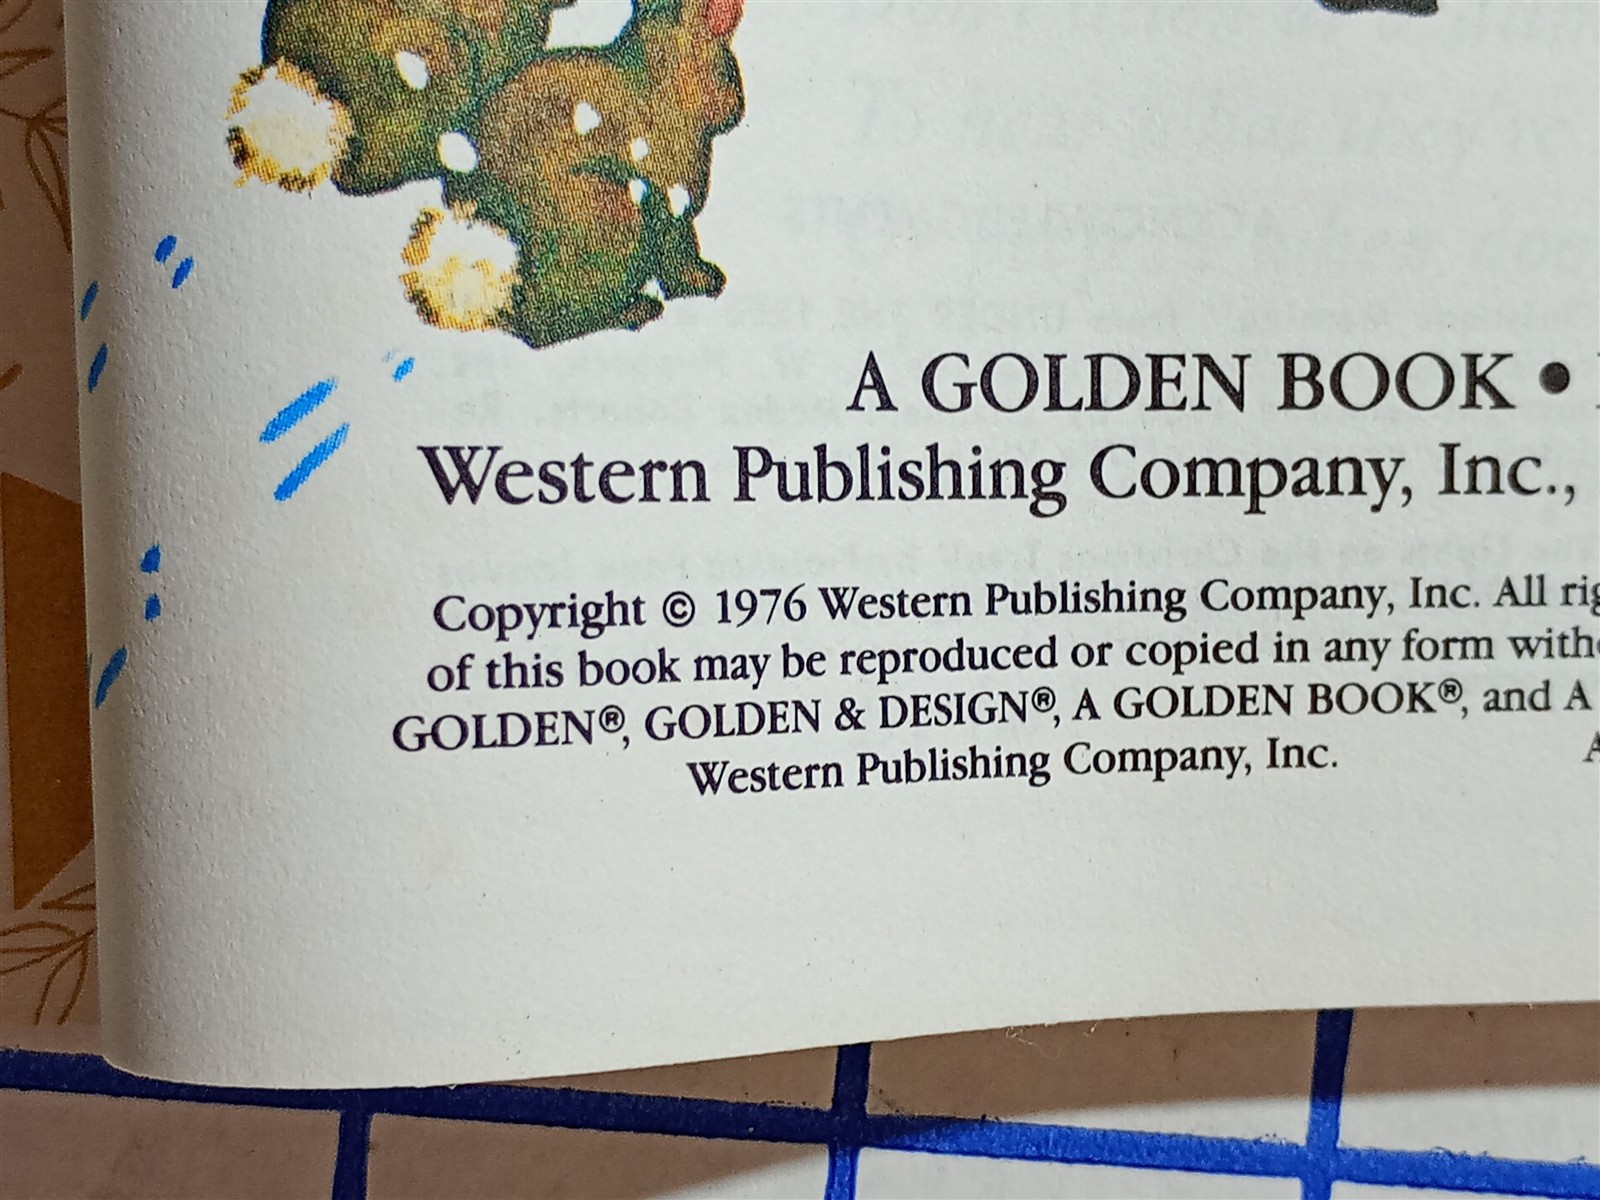 A GOLDEN BOOK •
Western Publishing Company, Inc.,
Copyright © 1976 Western Publishing Company, Inc. All
of this book may be reproduced or copied in any form
GOLDEN®, GOLDEN & DESIGN®, A GOLDEN BOOK®, and A
Western Publishing Company, Inc.